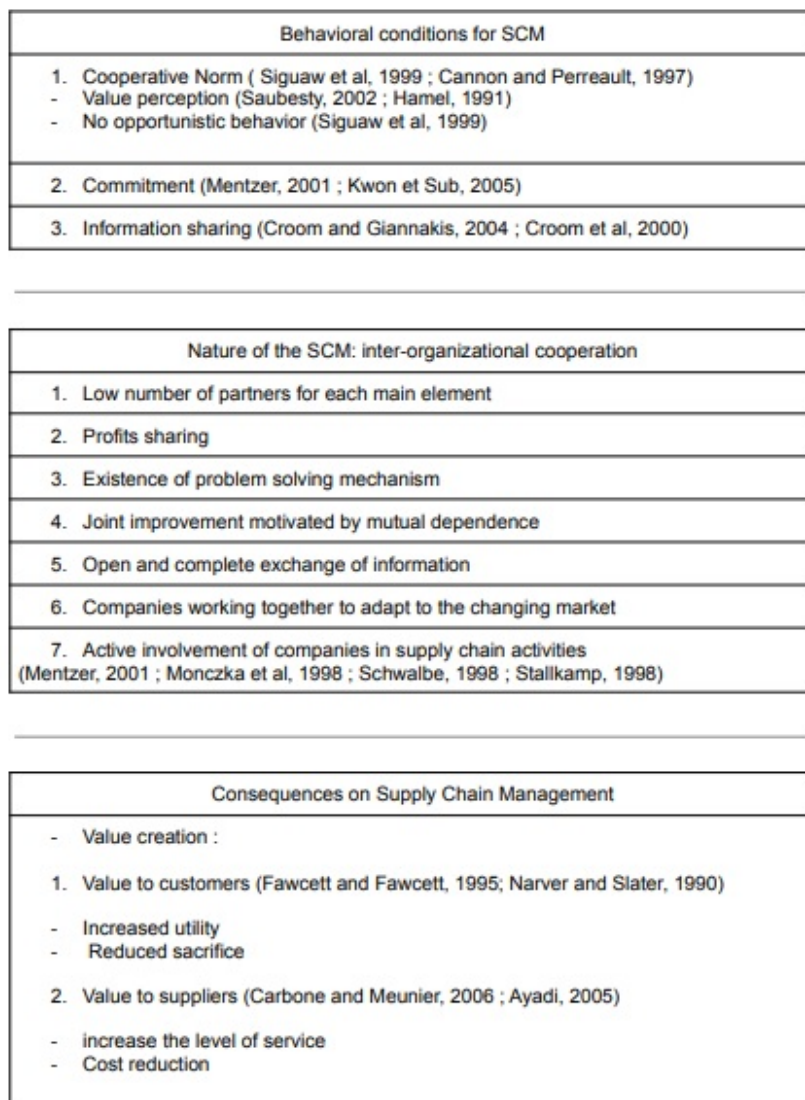 Behavioral conditions for SCM
1. Cooperative Norm ( Siguaw et al, 1999 ; Cannon and Perreault, 1997)
- Value perception (Saubesty, 2002 ; Hamel, 1991)
- No opportunistic behavior (Siguaw et al, 1999)
2. Commitment (Mentzer, 2001 ; Kwon et Sub, 2005)
3. Information sharing (Croom and Giannakis, 2004 ; Croom et al, 2000)
Nature of the SCM: inter-organizational cooperation
1. Low number of partners for each main element
2. Profits sharing
3. Existence of problem solving mechanism
4. Joint improvement motivated by mutual dependence
5. Open and complete exchange of information
6. Companies working together to adapt to the changing market
7. Active involvement of companies in supply chain activities
(Mentzer, 2001 ; Monczka et al, 1998 ; Schwalbe, 1998 ; Stallkamp, 1998)
Consequences on Supply Chain Management
- Value creation :
1. Value to customers (Fawcett and Fawcett, 1995; Narver and Slater, 1990)
- Increased utility
- Reduced sacrifice
2. Value to suppliers (Carbone and Meunier, 2006 ; Ayadi, 2005)
- increase the level of service
- Cost reduction